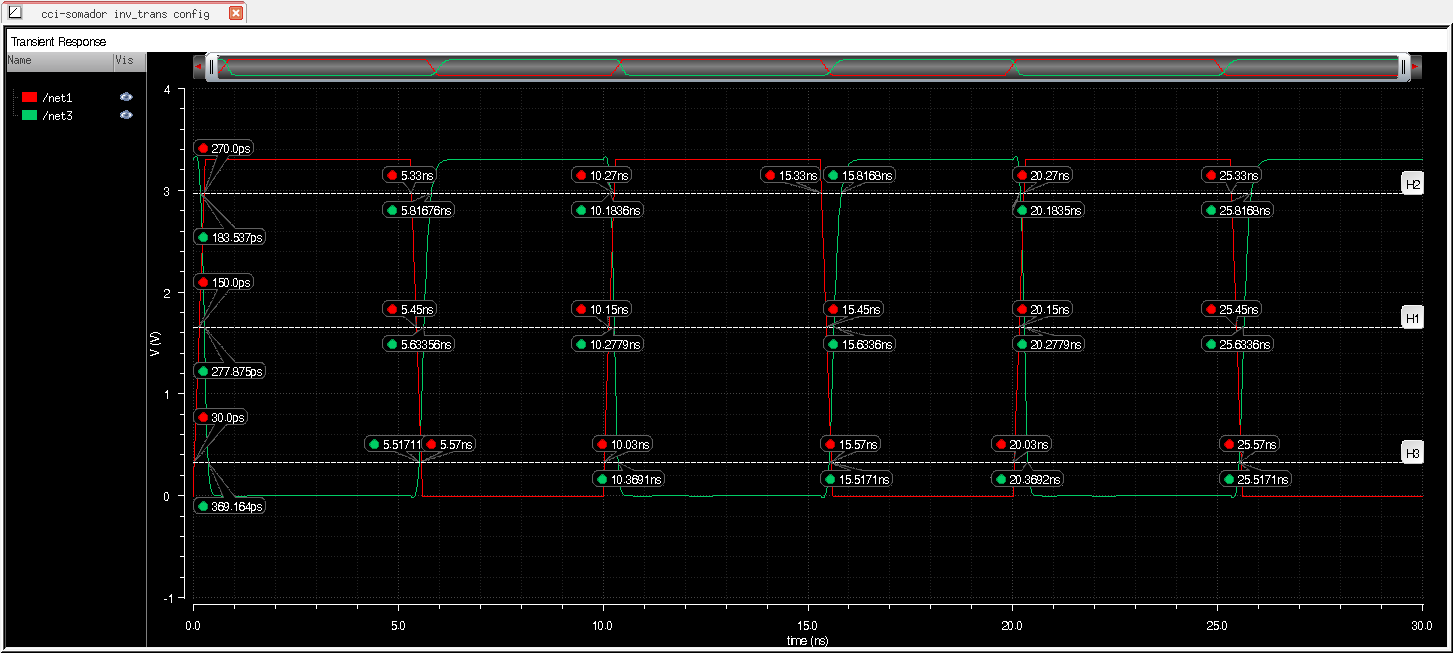 cci-somador inv_trans config
Transient Response
Name Vis
/net1
/net3
4
270.0ps
5.33ns 10.27ns 15.33ns 15.8168ns 20.27ns 25.33ns
3 H2
5.81676ns 10.1836ns 20.1835ns 25.8168ns
183.537ps
150.0ps
2
5.45ns 10.15ns 15.45ns 20.15ns 25.45ns
H1
V (V)
5.63356ns 10.2779ns 15.6336ns 20.2779ns 25.6336ns
277.875ps
1
30.0ps
5.51711 5.57ns 10.03ns 15.57ns 20.03ns 25.57ns
H3
10.3691ns 15.5171ns 20.3692ns 25.5171ns
0
369.164ps
-1
0.0 5.0 10.0 15.0 20.0 25.0 30.0
time (ns)